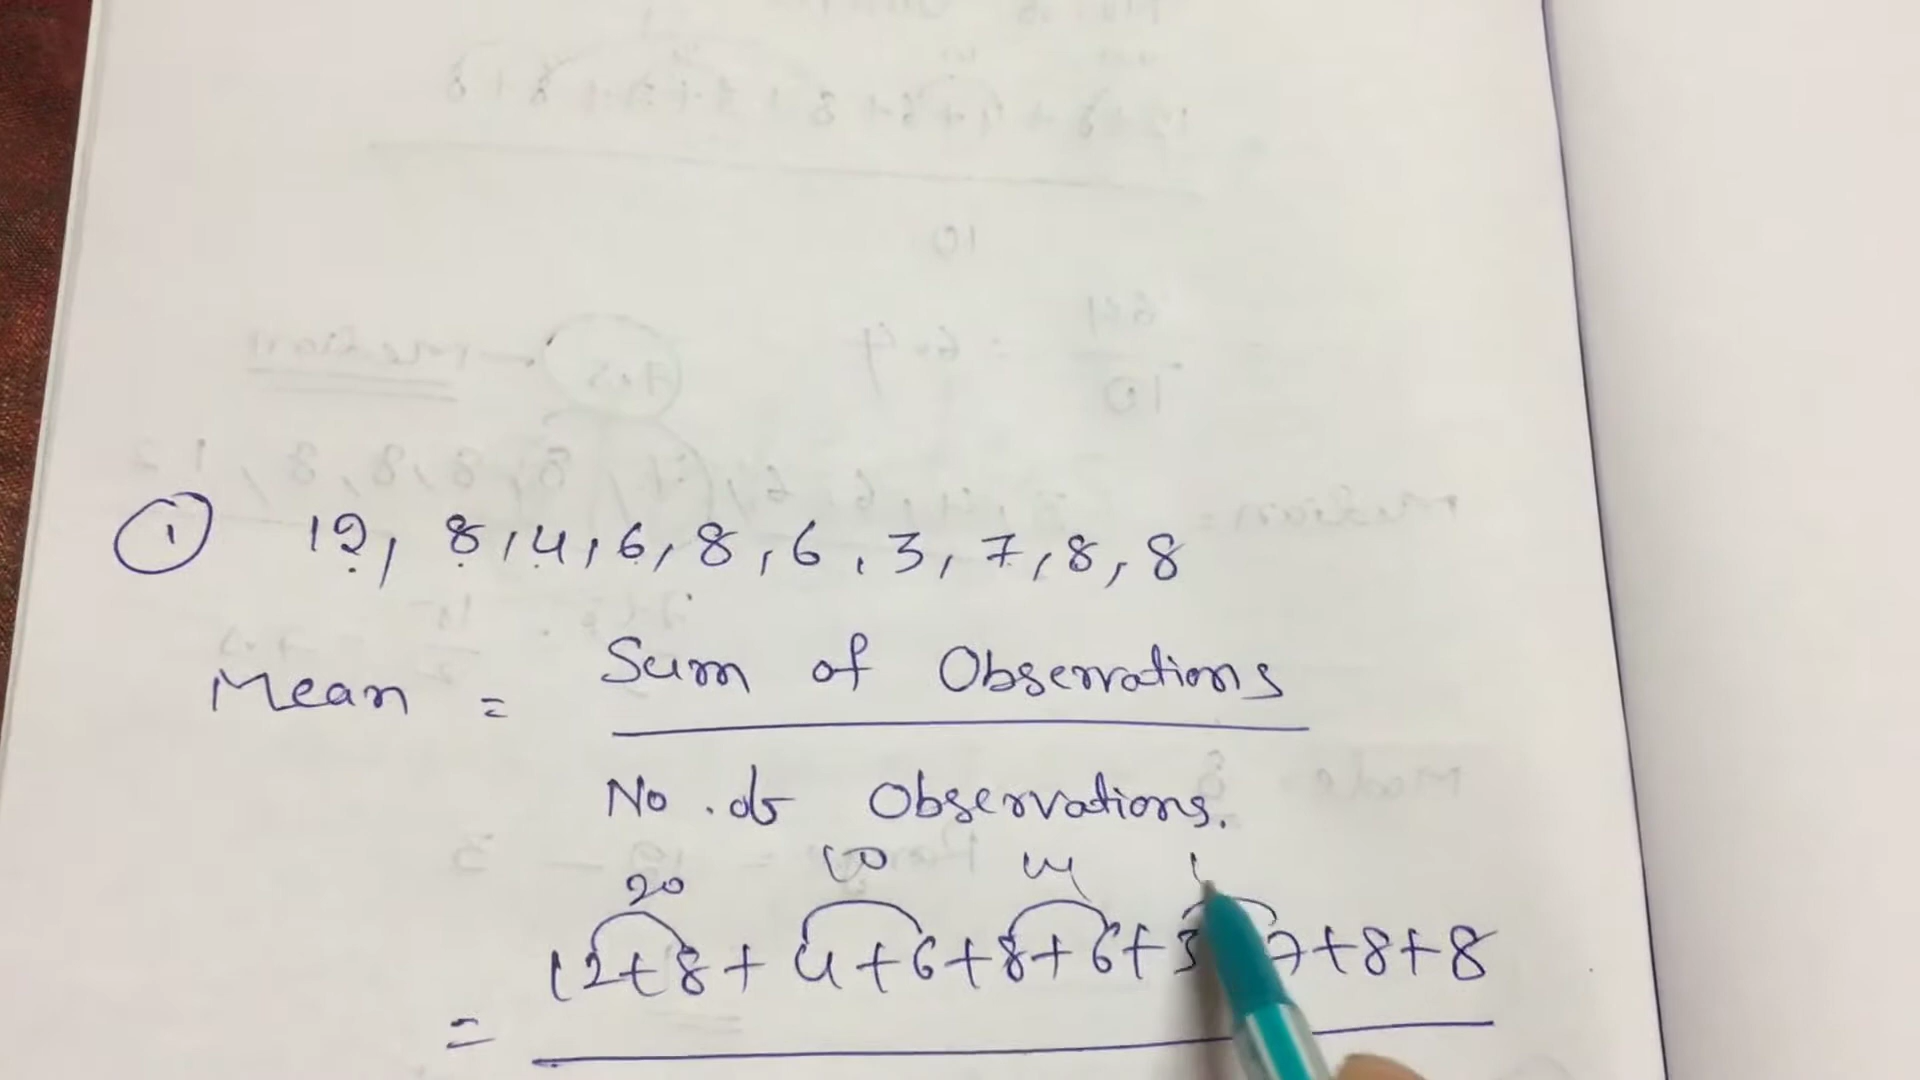 ① 12, 8, 4, 6, 8, 6, 3, 7, 8, 8
Mean = Sum of Observations
No. of Observations.
20 10 14 1
= 12+8+4+6+8+6+3 7+8+8